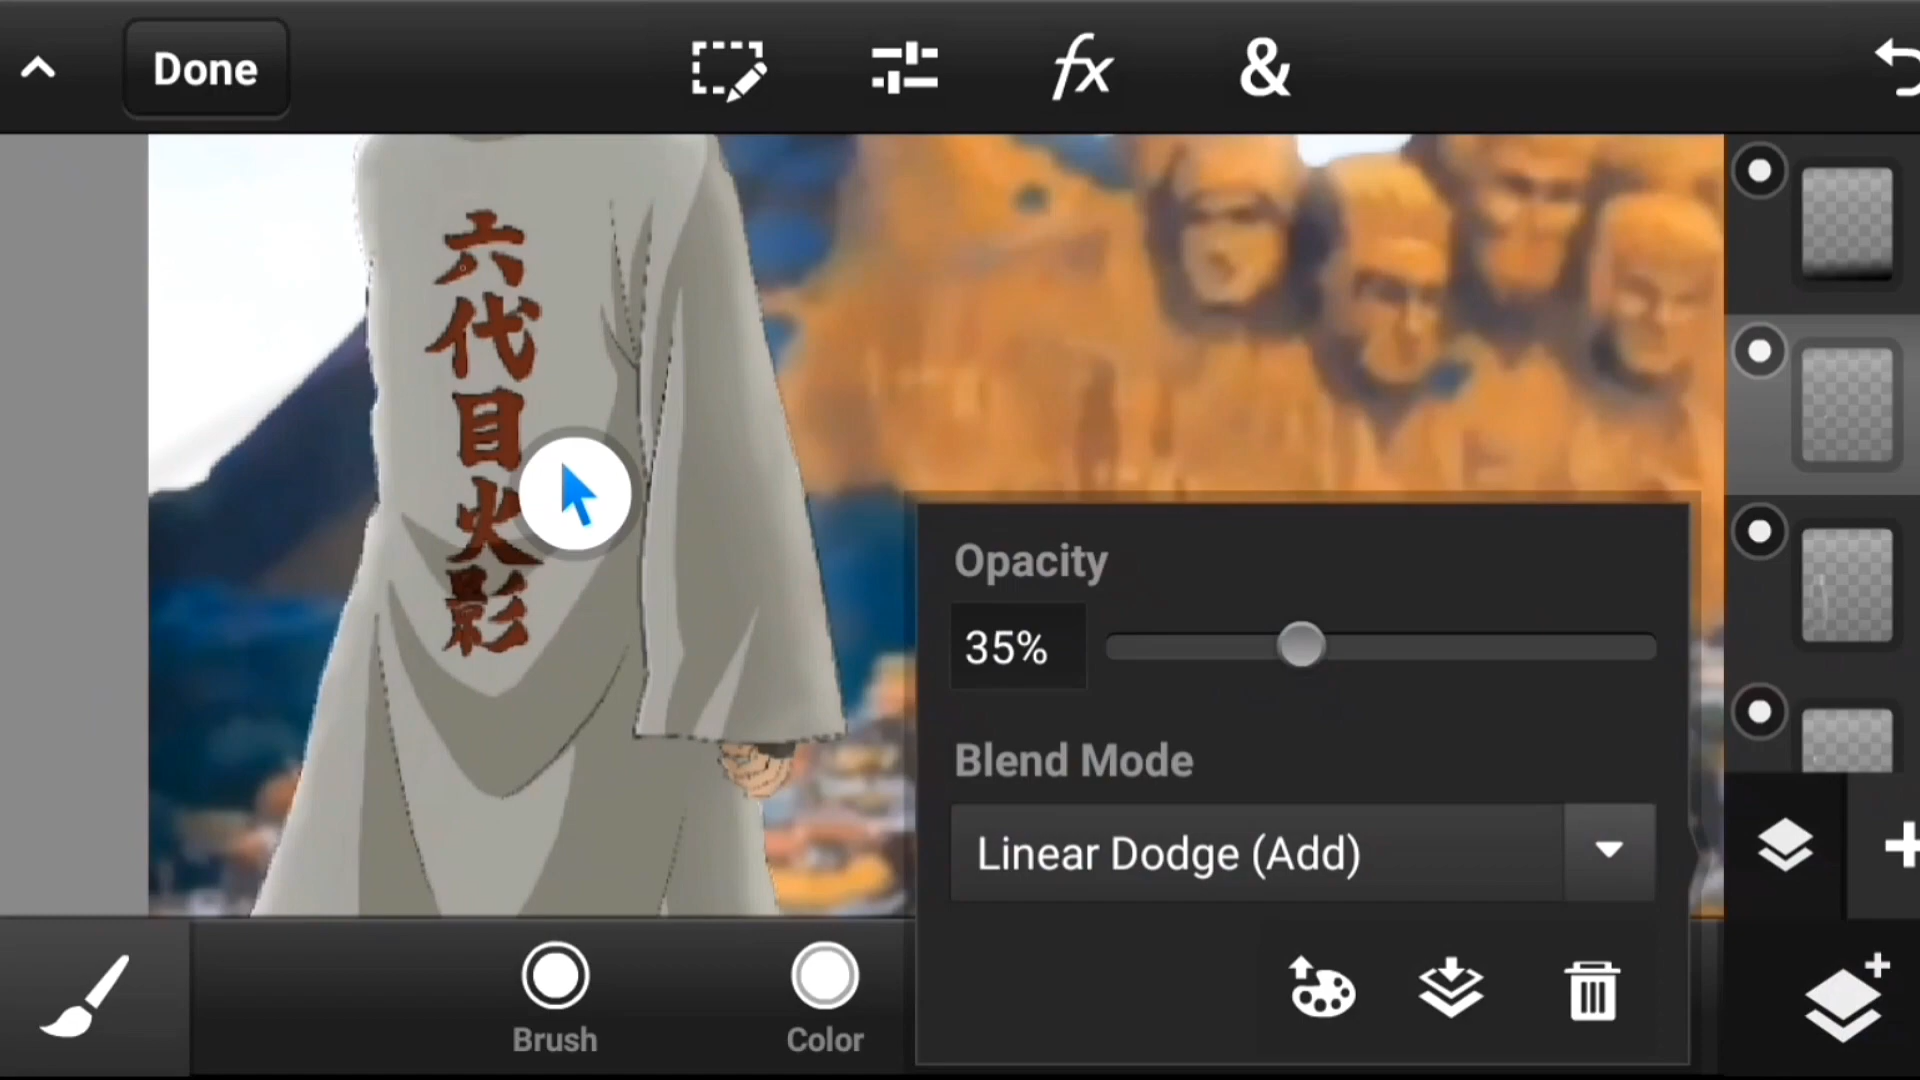 Done
fx
&
六代目火影
Opacity
35%
Blend Mode
Linear Dodge (Add)
Brush
Color